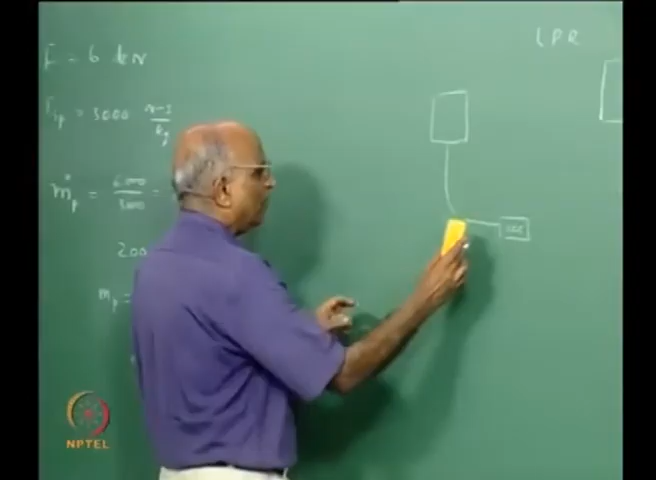 F = 6 kN
LPR
Isp = 3000 N-s/kg
ṁp = 6000/3000 =
200
mp =
NPTEL